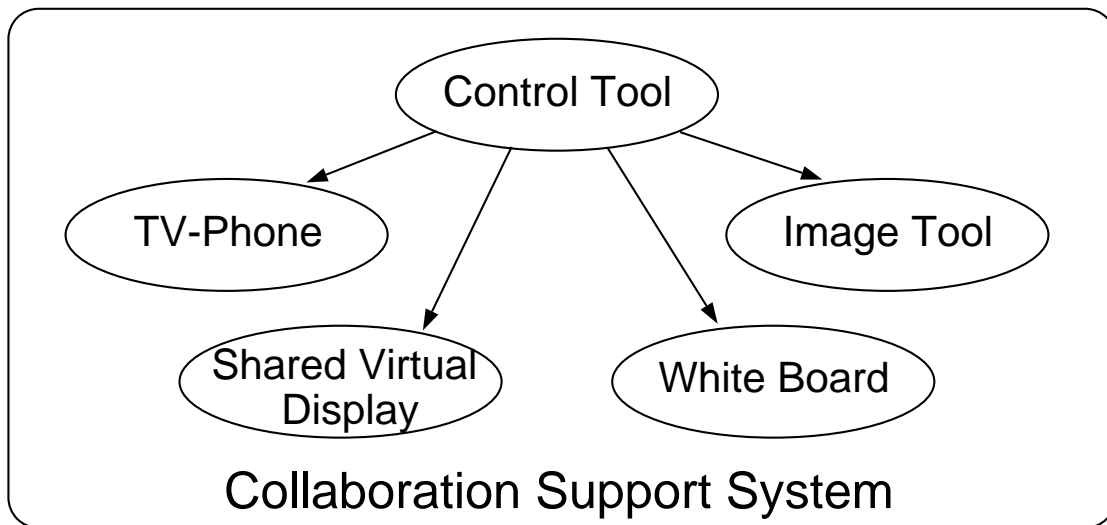 Control Tool
TV-Phone
Image Tool
Shared Virtual
Display
White Board
Collaboration Support System